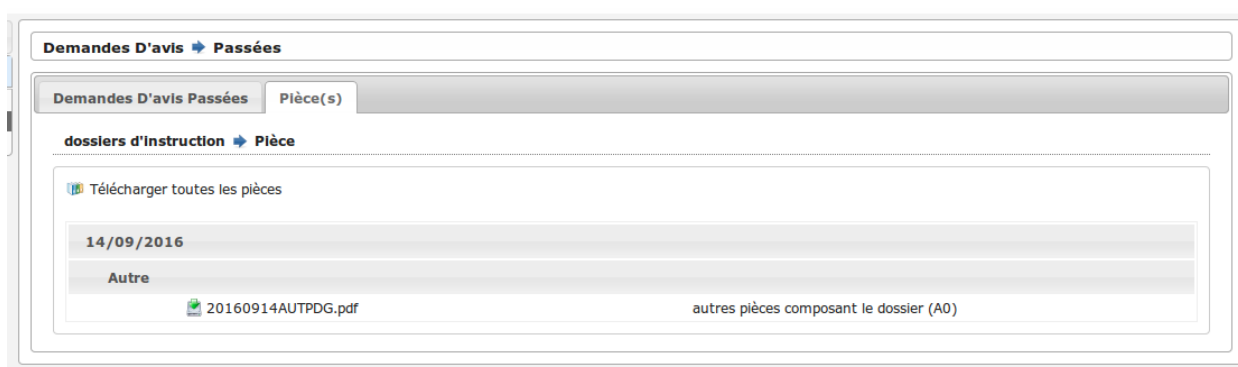 Demandes D'avis Passées
Demandes D'avis Passées Pièce(s)
dossiers d'instruction Pièce
Télécharger toutes les pièces
14/09/2016
Autre
20160914AUTPDG.pdf autres pièces composant le dossier (A0)